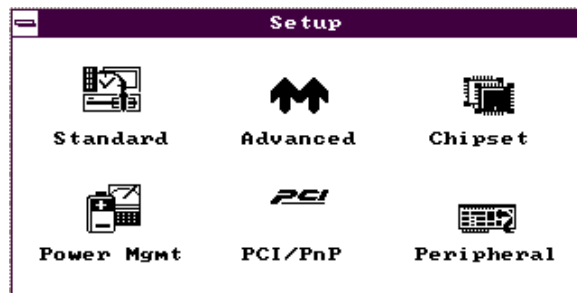 Setup
Standard Advanced Chipset
PCI
Power Mgmt PCI/PnP Peripheral